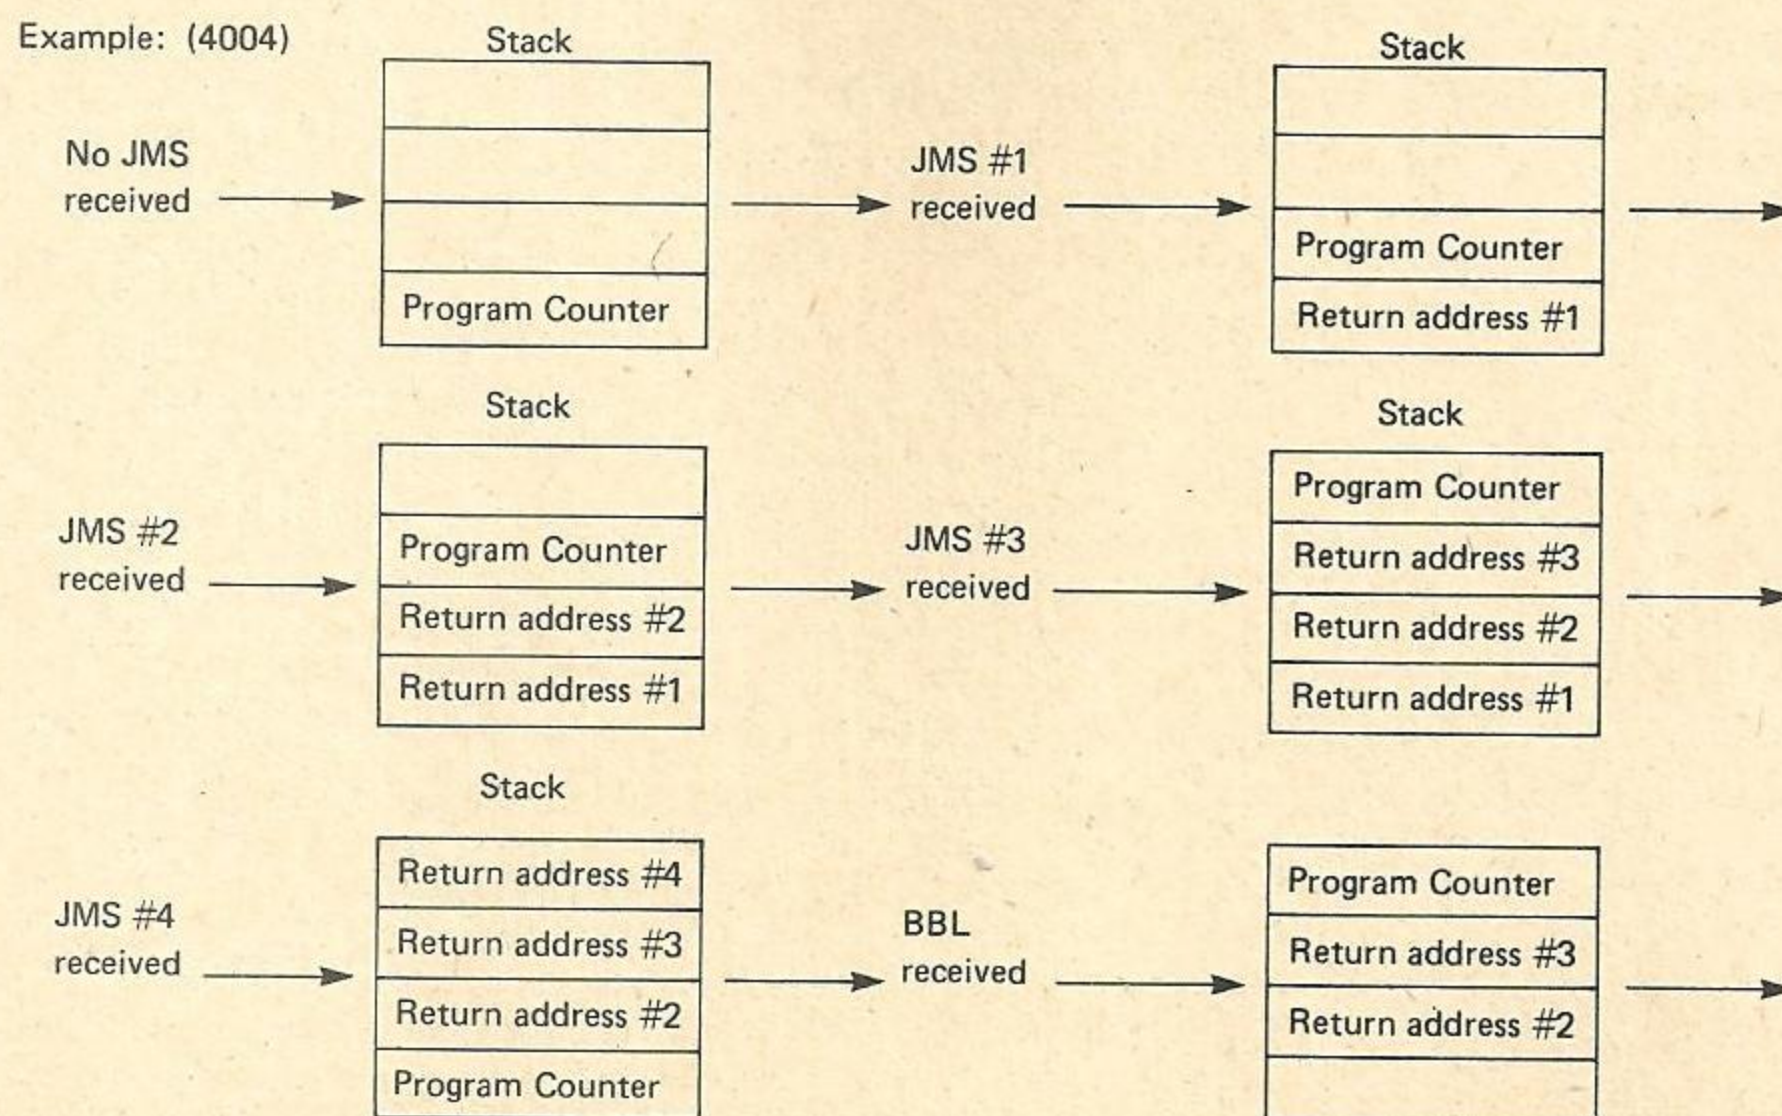 Example: (4004)
Stack
Stack
No JMS
received
Program Counter
JMS #1
received
Program Counter
Return address #1
Stack
Stack
JMS #2
received
Program Counter
Return address #2
Return address #1
JMS #3
received
Program Counter
Return address #3
Return address #2
Return address #1
Stack
JMS #4
received
Return address #4
Return address #3
Return address #2
Program Counter
BBL
received
Program Counter
Return address #3
Return address #2